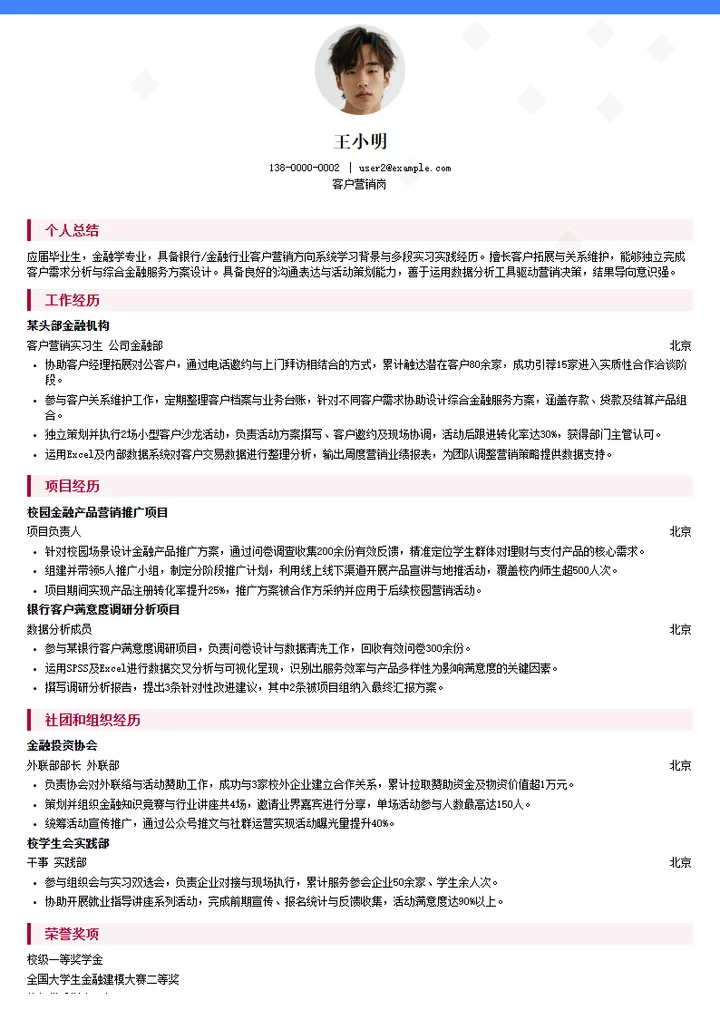 王小明
138-0000-0002 | user2@example.com
客户营销岗
个人总结
应届毕业生，金融学专业，具备银行/金融行业客户营销方向系统学习背景与多段实习实践经历。擅长客户拓展与关系维护，能够独立完成
客户需求分析与综合金融服务方案设计。具备良好的沟通表达与活动策划能力，善于运用数据分析工具驱动营销决策，结果导向意识强。
工作经历
某头部金融机构
客户营销实习生 公司金融部 北京
• 协助客户经理拓展对公客户，通过电话邀约与上门拜访相结合的方式，累计触达潜在客户80余家，成功引荐15家进入实质性合作洽谈阶
段。
• 参与客户关系维护工作，定期整理客户档案与业务台账，针对不同客户需求协助设计综合金融服务方案，涵盖存款、贷款及结算产品组
合。
• 独立策划并执行2场小型客户沙龙活动，负责活动方案撰写、客户邀约及现场协调，活动后跟进转化率达30%，获得部门主管认可。
• 运用Excel及内部数据系统对客户交易数据进行整理分析，输出周度营销业绩报表，为团队调整营销策略提供数据支持。
项目经历
校园金融产品营销推广项目
项目负责人 北京
• 针对校园场景设计金融产品推广方案，通过问卷调查收集200余份有效反馈，精准定位学生群体对理财与支付产品的核心需求。
• 组建并带领5人推广小组，制定分阶段推广计划，利用线上线下渠道开展产品宣讲与地推活动，覆盖校内师生超500人次。
• 项目期间实现产品注册转化率提升25%，推广方案被合作方采纳并应用于后续校园营销活动。
银行客户满意度调研分析项目
数据分析成员 北京
• 参与某银行客户满意度调研项目，负责问卷设计与数据清洗工作，回收有效问卷300余份。
• 运用SPSS及Excel进行数据交叉分析与可视化呈现，识别出服务效率与产品多样性为影响满意度的关键因素。
• 撰写调研分析报告，提出3条针对性改进建议，其中2条被项目组纳入最终汇报方案。
社团和组织经历
金融投资协会
外联部部长 外联部 北京
• 负责协会对外联络与活动赞助工作，成功与3家校外企业建立合作关系，累计拉取赞助资金及物资价值超1万元。
• 策划并组织金融知识竞赛与行业讲座共4场，邀请业界嘉宾进行分享，单场活动参与人数最高达150人。
• 统筹活动宣传推广，通过公众号推文与社群运营实现活动曝光量提升40%。
校学生会实践部
干事 实践部 北京
• 参与组织会与实习双选会，负责企业对接与现场执行，累计服务参会企业50余家、学生余人次。
• 协助开展就业指导讲座系列活动，完成前期宣传、报名统计与反馈收集，活动满意度达90%以上。
荣誉奖项
校级一等奖学金
全国大学生金融建模大赛二等奖